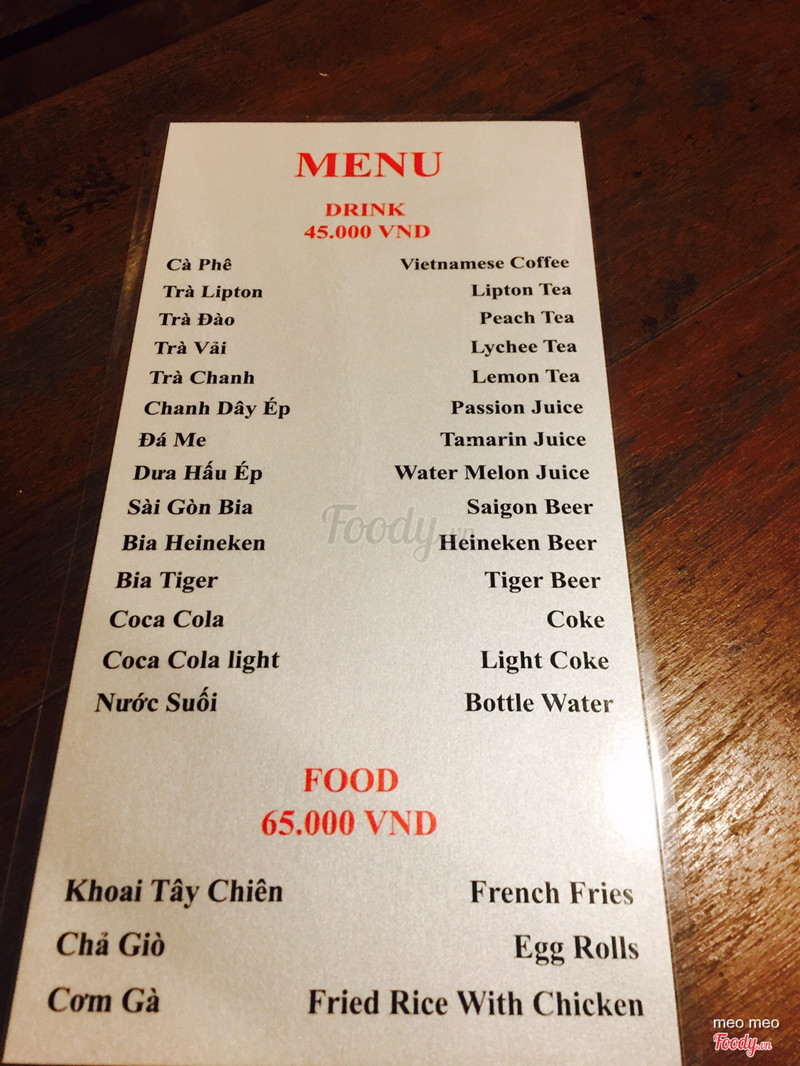 MENU
DRINK
45.000 VND
Cà Phê Vietnamese Coffee
Trà Lipton Lipton Tea
Trà Đào Peach Tea
Trà Vải Lychee Tea
Trà Chanh Lemon Tea
Chanh Dây Ép Passion Juice
Đá Me Tamarin Juice
Dưa Hấu Ép Water Melon Juice
Sài Gòn Bia Saigon Beer
Foody.vn
Bia Heineken Heineken Beer
Bia Tiger Tiger Beer
Coca Cola Coke
Coca Cola light Light Coke
Nước Suối Bottle Water
FOOD
65.000 VND
Khoai Tây Chiên French Fries
Chả Giò Egg Rolls
Cơm Gà Fried Rice With Chicken
meo meo
Foody.vn